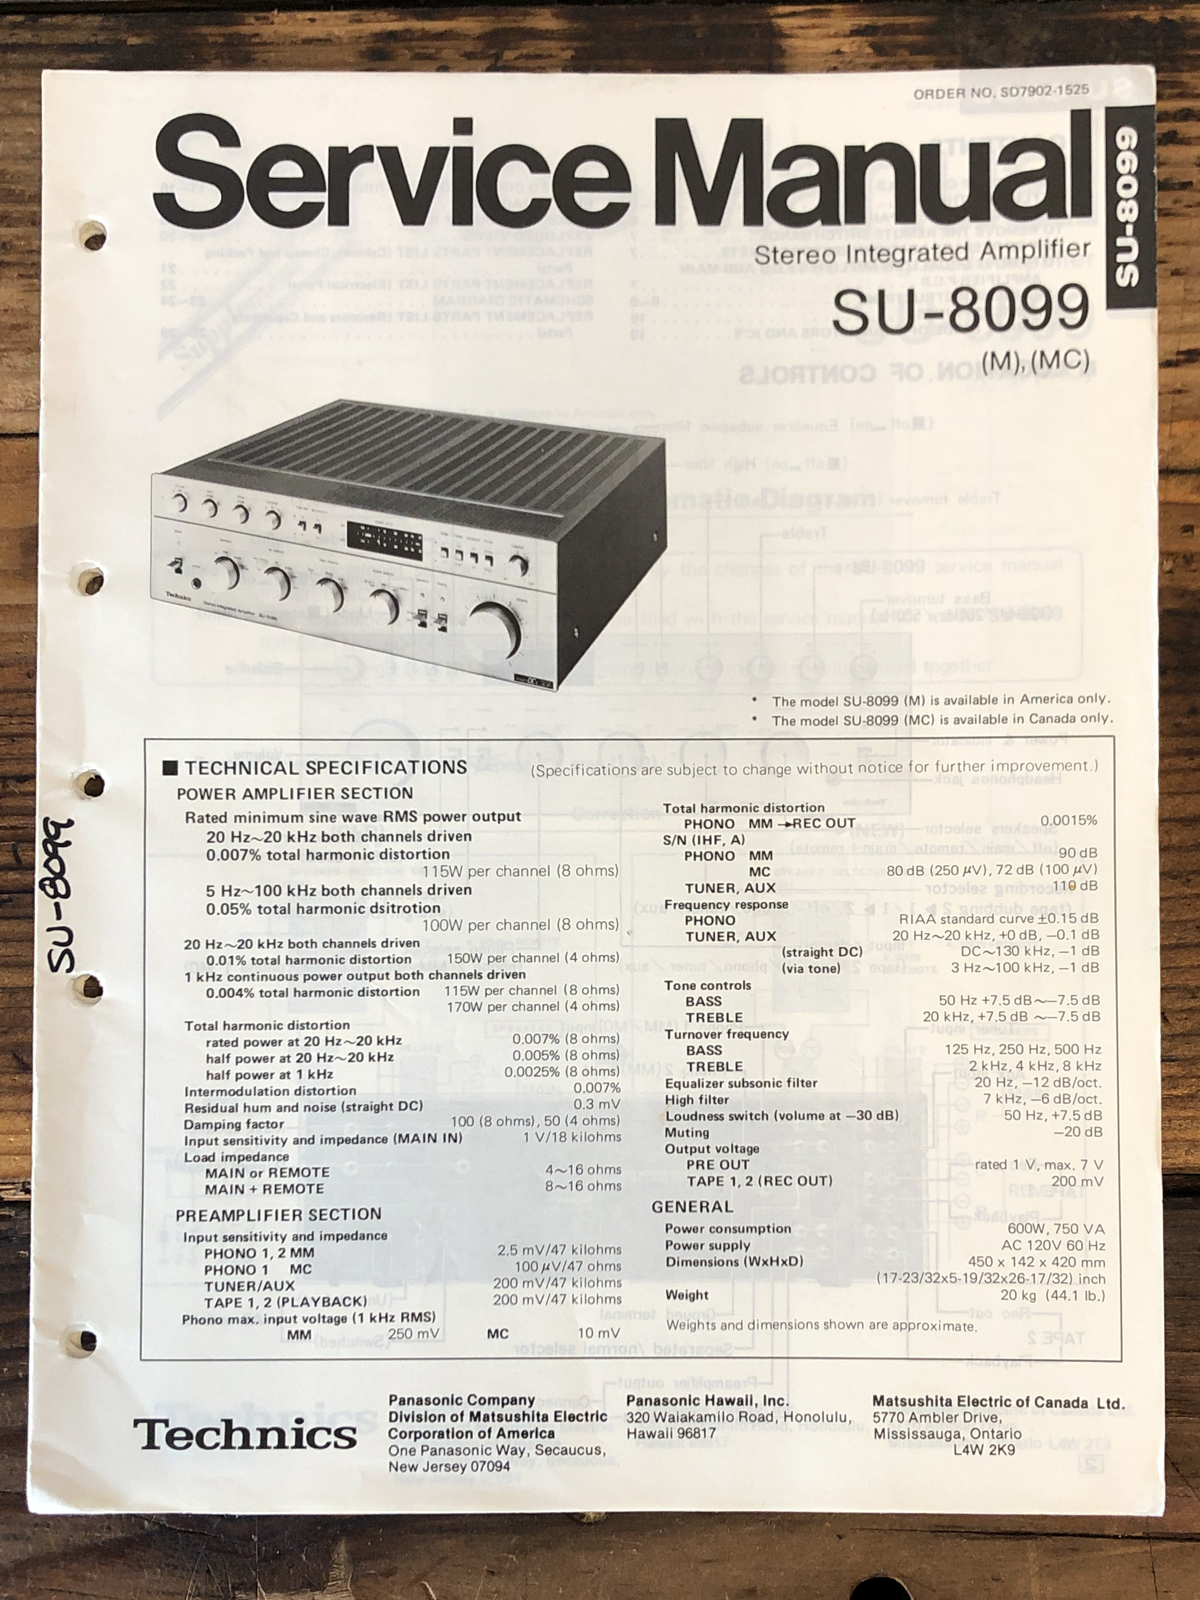 ORDER NO. SD7902-1525
Service Manual
SU-8099
Stereo Integrated Amplifier
SU-8099
(M), (MC)
Technics
* The model SU-8099 (M) is available in America only.
* The model SU-8099 (MC) is available in Canada only.
SU-8099
■ TECHNICAL SPECIFICATIONS (Specifications are subject to change without notice for further improvement.)
POWER AMPLIFIER SECTION
Rated minimum sine wave RMS power output
20 Hz~20 kHz both channels driven
0.007% total harmonic distortion
115W per channel (8 ohms)
5 Hz~100 kHz both channels driven
0.05% total harmonic dsitrotion
100W per channel (8 ohms)
20 Hz~20 kHz both channels driven
0.01% total harmonic distortion 150W per channel (4 ohms)
1 kHz continuous power output both channels driven
0.004% total harmonic distortion 115W per channel (8 ohms)
170W per channel (4 ohms)
Total harmonic distortion
rated power at 20 Hz~20 kHz 0.007% (8 ohms)
half power at 20 Hz~20 kHz 0.005% (8 ohms)
half power at 1 kHz 0.0025% (8 ohms)
Intermodulation distortion 0.007%
Residual hum and noise (straight DC) 0.3 mV
Damping factor 100 (8 ohms), 50 (4 ohms)
Input sensitivity and impedance (MAIN IN) 1 V/18 kilohms
Load impedance
MAIN or REMOTE 4~16 ohms
MAIN + REMOTE 8~16 ohms
PREAMPLIFIER SECTION
Input sensitivity and impedance
PHONO 1, 2 MM 2.5 mV/47 kilohms
PHONO 1 MC 100 μV/47 ohms
TUNER/AUX 200 mV/47 kilohms
TAPE 1, 2 (PLAYBACK) 200 mV/47 kilohms
Phono max. input voltage (1 kHz RMS)
MM 250 mV MC 10 mV
Total harmonic distortion
PHONO MM →REC OUT 0.0015%
S/N (IHF, A)
PHONO MM 90 dB
MC 80 dB (250 μV), 72 dB (100 μV)
TUNER, AUX 110 dB
Frequency response
PHONO RIAA standard curve ±0.15 dB
TUNER, AUX 20 Hz~20 kHz, +0 dB, −0.1 dB
(straight DC) DC~130 kHz, −1 dB
(via tone) 3 Hz~100 kHz, −1 dB
Tone controls
BASS 50 Hz +7.5 dB~−7.5 dB
TREBLE 20 kHz, +7.5 dB ~−7.5 dB
Turnover frequency
BASS 125 Hz, 250 Hz, 500 Hz
TREBLE 2 kHz, 4 kHz, 8 kHz
Equalizer subsonic filter 20 Hz, −12 dB/oct.
High filter 7 kHz, −6 dB/oct.
Loudness switch (volume at −30 dB) 50 Hz, +7.5 dB
Muting −20 dB
Output voltage
PRE OUT rated 1 V, max. 7 V
TAPE 1, 2 (REC OUT) 200 mV
GENERAL
Power consumption 600W, 750 VA
Power supply AC 120V 60 Hz
Dimensions (WxHxD) 450 x 142 x 420 mm
(17-23/32x5-19/32x26-17/32) inch
Weight 20 kg (44.1 lb.)
Weights and dimensions shown are approximate.
Technics
Panasonic Company
Division of Matsushita Electric
Corporation of America
One Panasonic Way, Secaucus,
New Jersey 07094
Panasonic Hawaii, Inc.
320 Waiakamilo Road, Honolulu,
Hawaii 96817
Matsushita Electric of Canada Ltd.
5770 Ambler Drive,
Mississauga, Ontario
L4W 2K9